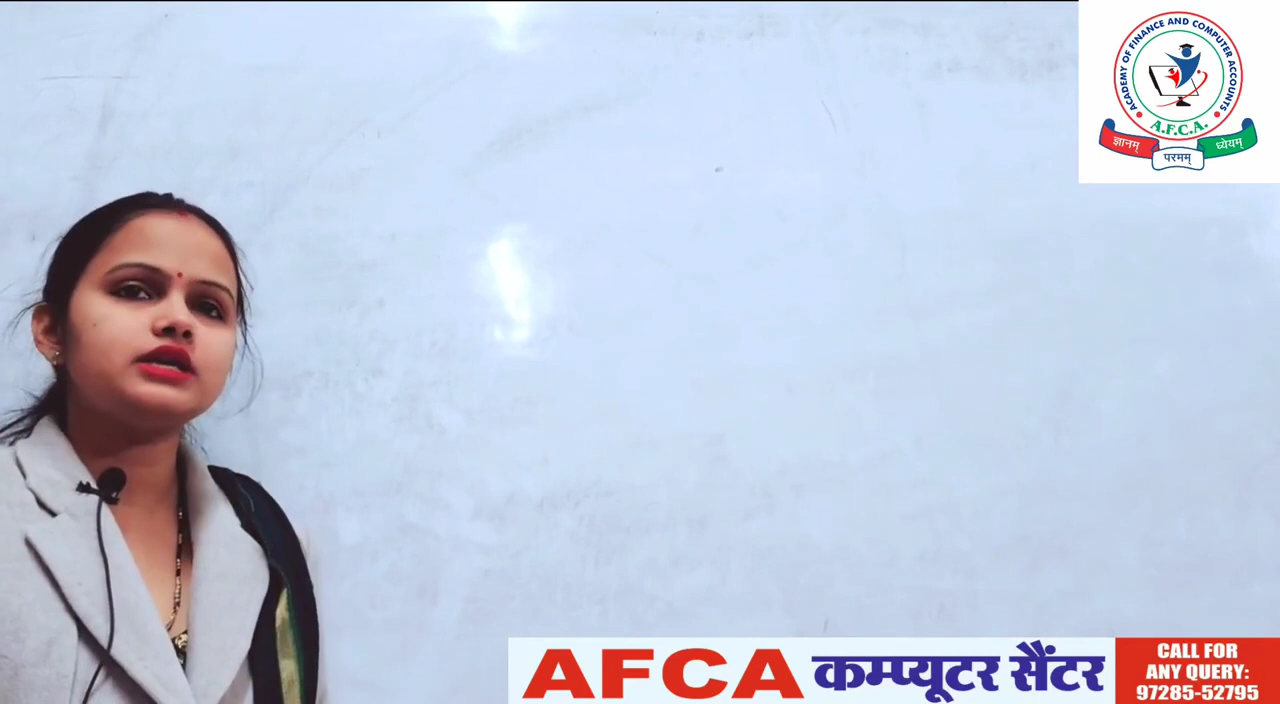 ACADEMY OF FINANCE AND COMPUTER ACCOUNTS
A.F.C.A.
ज्ञानम्
परमम्
ध्येयम्
AFCA कम्प्यूटर सैंटर
CALL FOR
ANY QUERY:
97285-52795